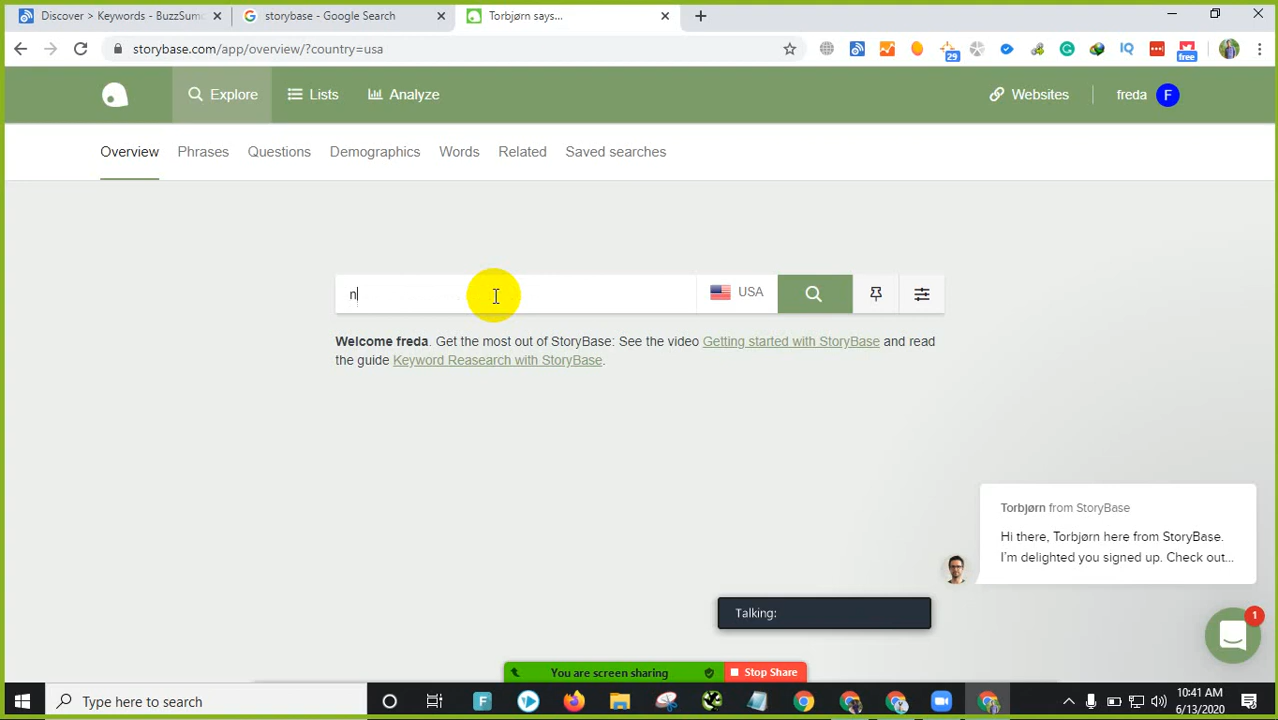 Discover > Keywords - BuzzSumo
storybase - Google Search
Torbjørn says...
storybase.com/app/overview/?country=usa
29
IQ
free
Explore
Lists
Analyze
Websites
freda
F
Overview
Phrases
Questions
Demographics
Words
Related
Saved searches
n
USA
Welcome freda. Get the most out of StoryBase: See the video Getting started with StoryBase and read
the guide Keyword Reasearch with StoryBase.
Torbjørn from StoryBase
Hi there, Torbjørn here from StoryBase.
I'm delighted you signed up. Check out...
Talking:
1
You are screen sharing
Stop Share
Type here to search
F
10:41 AM
6/13/2020